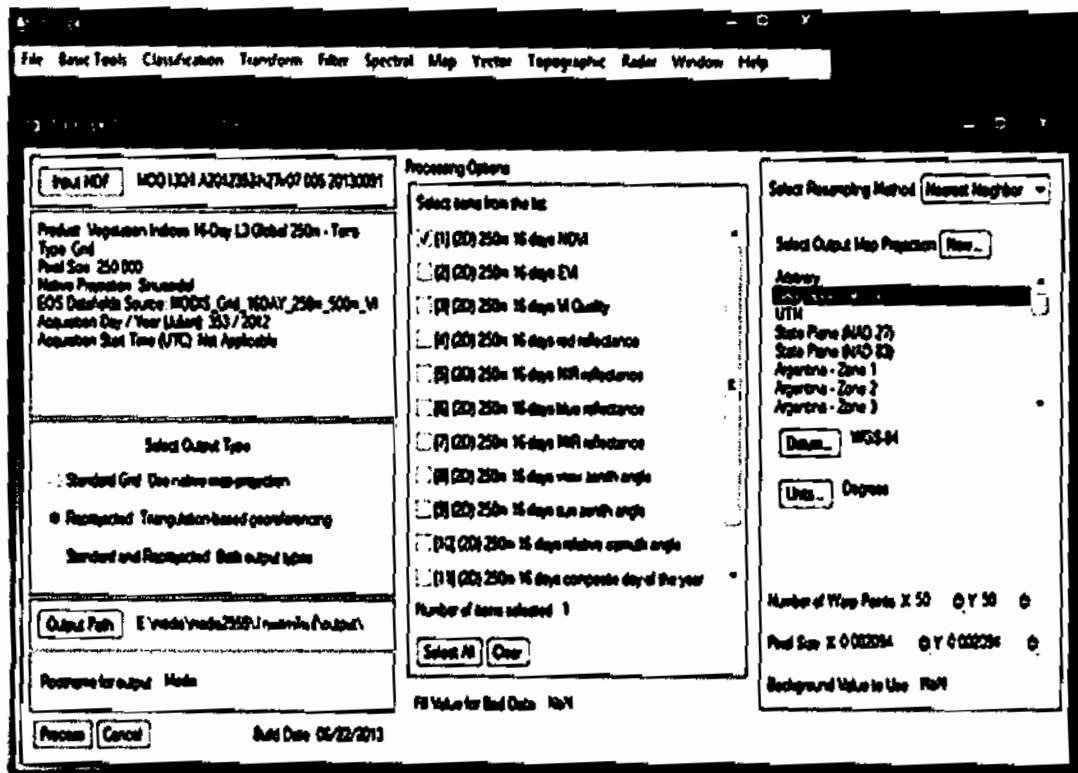 File Basic Tools Classification Transform Filter Spectral Map Vector Topographic Radar Window Help
Input HDF
Product Vegetation Indices 16-Day L3 Global 250m - Terra
Type Grid
Pixel Size 250 000
Native Projection Sinusoidal
EOS Datafields Source: MODIS_Grid_16DAY_250m_500m_VI
Acquisition Day / Year (Julian) 353 / 2012
Acquisition Start Time (UTC) Not Applicable
Select Output Type
Standard Grid Use native map projection
Reprojected Triangulation-based georeferencing
Standard and Reprojected Both output types
Output Path
Rootname for output Modis
Process Cancel Build Date 06/22/2013
Processing Options
Select items from the list
[1] (2D) 250m 16 days NDVI
[2] (2D) 250m 16 days EVI
[3] (2D) 250m 16 days VI Quality
[4] (2D) 250m 16 days red reflectance
[5] (2D) 250m 16 days NIR reflectance
[6] (2D) 250m 16 days blue reflectance
[7] (2D) 250m 16 days MIR reflectance
[8] (2D) 250m 16 days view zenith angle
[9] (2D) 250m 16 days sun zenith angle
[10] (2D) 250m 16 days relative azimuth angle
[11] (2D) 250m 16 days composite day of the year
Number of items selected 1
Select All Clear
Fill Value for Bad Data NaN
Select Resampling Method Nearest Neighbor
Select Output Map Projection New...
Arbitrary
UTM
State Plane (NAD 27)
State Plane (NAD 83)
Argentina - Zone 1
Argentina - Zone 2
Argentina - Zone 3
Datum... WGS-84
Units... Degrees
Number of Warp Points X 50 Y 50
Pixel Size X Y
Background Value to Use NaN